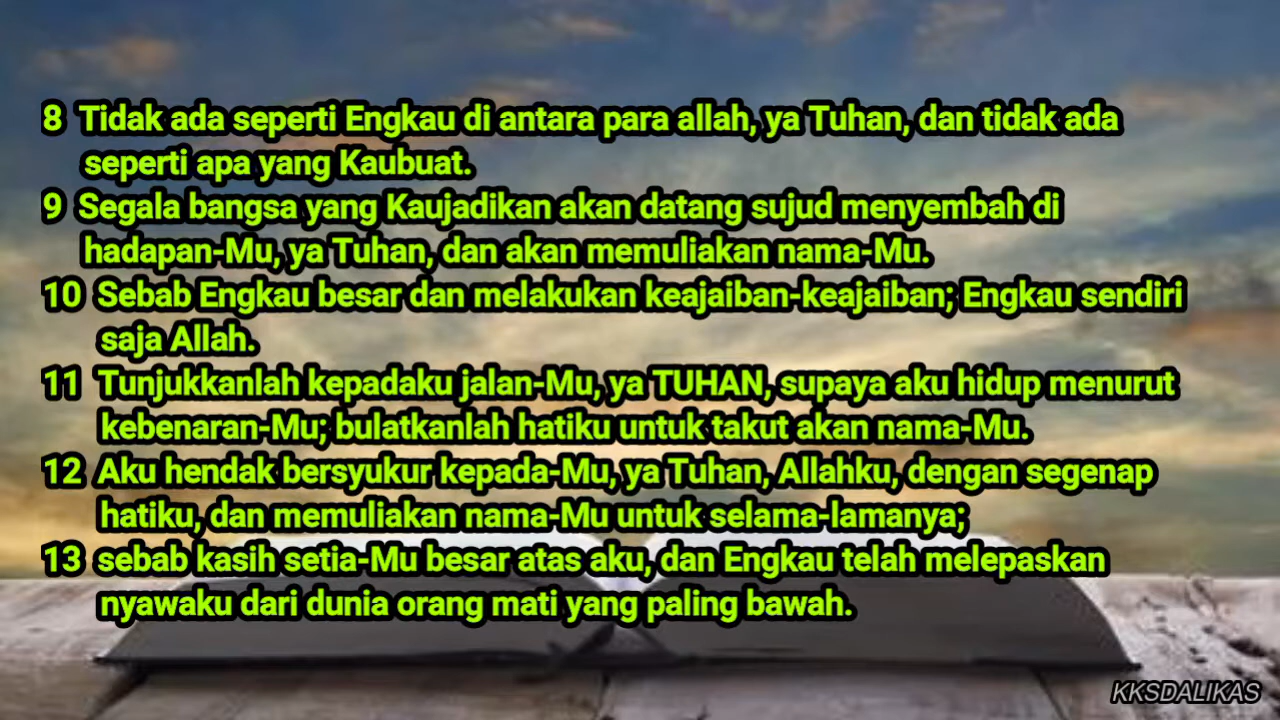 8 Tidak ada seperti Engkau di antara para allah, ya Tuhan, dan tidak ada
seperti apa yang Kaubuat.
9 Segala bangsa yang Kaujadikan akan datang sujud menyembah di
hadapan-Mu, ya Tuhan, dan akan memuliakan nama-Mu.
10 Sebab Engkau besar dan melakukan keajaiban-keajaiban; Engkau sendiri
saja Allah.
11 Tunjukkanlah kepadaku jalan-Mu, ya TUHAN, supaya aku hidup menurut
kebenaran-Mu; bulatkanlah hatiku untuk takut akan nama-Mu.
12 Aku hendak bersyukur kepada-Mu, ya Tuhan, Allahku, dengan segenap
hatiku, dan memuliakan nama-Mu untuk selama-lamanya;
13 sebab kasih setia-Mu besar atas aku, dan Engkau telah melepaskan
nyawaku dari dunia orang mati yang paling bawah.
KKSDALIKAS